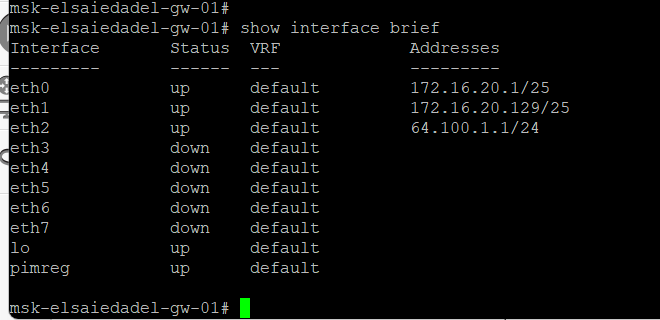 msk-elsaiedadel-gw-01#
msk-elsaiedadel-gw-01# show interface brief
Interface       Status  VRF             Addresses
---------       ------  ---             ---------
eth0            up      default         172.16.20.1/25
eth1            up      default         172.16.20.129/25
eth2            up      default         64.100.1.1/24
eth3            down    default
eth4            down    default
eth5            down    default
eth6            down    default
eth7            down    default
lo              up      default
pimreg          up      default
msk-elsaiedadel-gw-01#